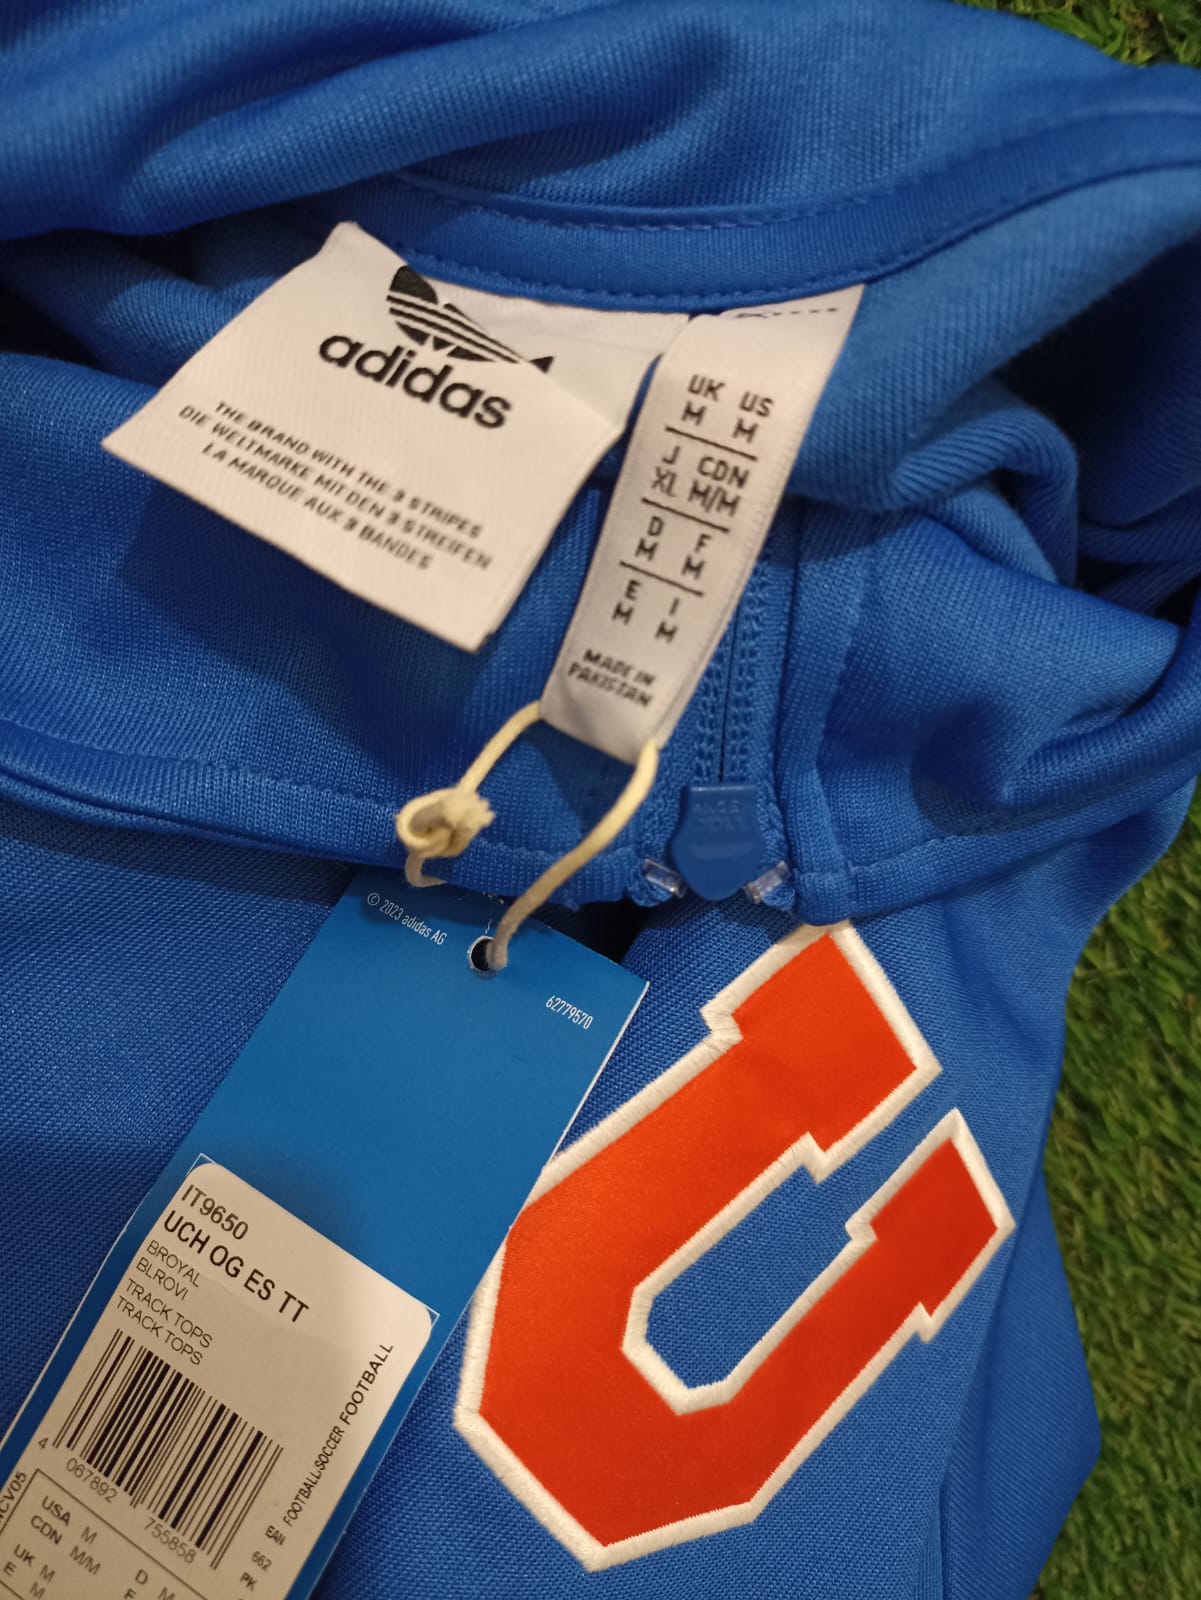 adidas
THE BRAND WITH THE 3 STRIPES
DIE WELTMARKE MIT DEN 3 STREIFEN
LA MARQUE AUX 3 BANDES
UK US
M M
J CDN
XL M/M
D F
M M
E I
M M
MADE IN
PAKISTAN
© 2023 adidas AG
62779570
IT9650
UCH OG ES TT
BROYAL
BLROVI
TRACK TOPS
TRACK TOPS
FOOTBALL/SOCCER FOOTBALL
4 067892 755858
EAN
662
PK
USA M
CDN M/M
UK M
D M
E M
F
U